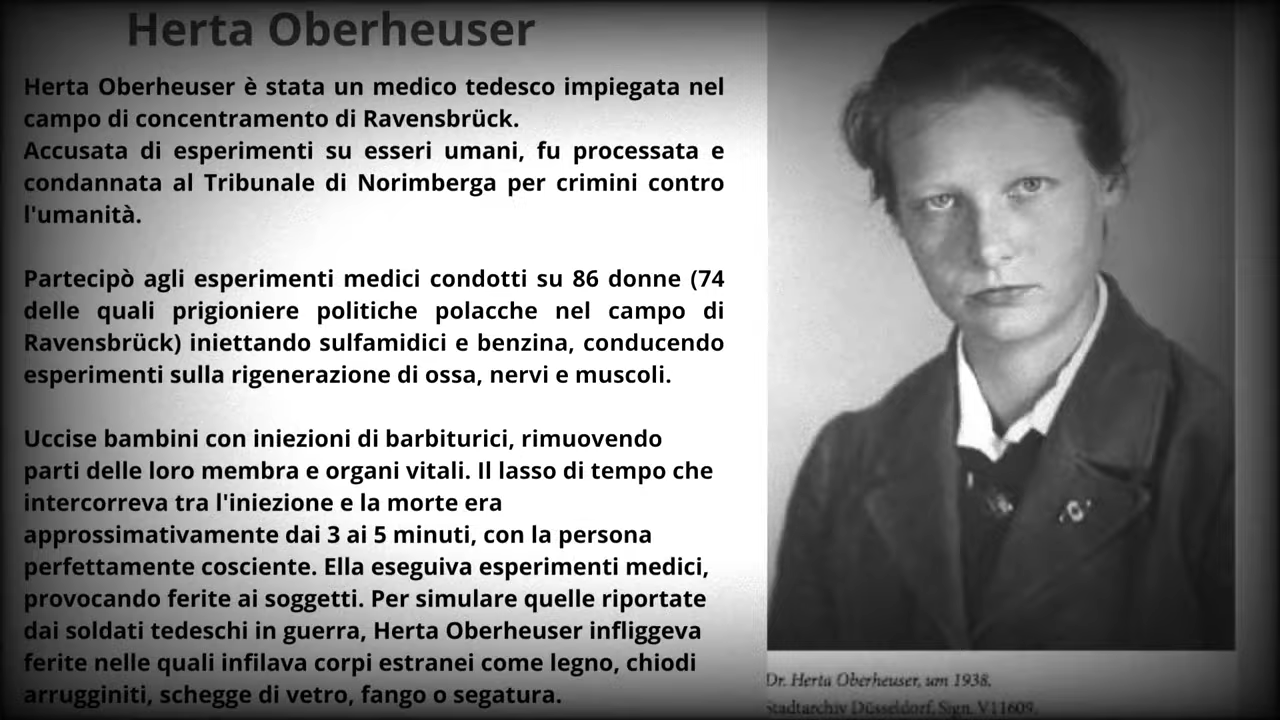 Herta Oberheuser
Herta Oberheuser è stata un medico tedesco impiegata nel
campo di concentramento di Ravensbrück.
Accusata di esperimenti su esseri umani, fu processata e
condannata al Tribunale di Norimberga per crimini contro
l'umanità.
Partecipò agli esperimenti medici condotti su 86 donne (74
delle quali prigioniere politiche polacche nel campo di
Ravensbrück) iniettando sulfamidici e benzina, conducendo
esperimenti sulla rigenerazione di ossa, nervi e muscoli.
Uccise bambini con iniezioni di barbiturici, rimuovendo
parti delle loro membra e organi vitali. Il lasso di tempo che
intercorreva tra l'iniezione e la morte era
approssimativamente dai 3 ai 5 minuti, con la persona
perfettamente cosciente. Ella eseguiva esperimenti medici,
provocando ferite ai soggetti. Per simulare quelle riportate
dai soldati tedeschi in guerra, Herta Oberheuser infliggeva
ferite nelle quali infilava corpi estranei come legno, chiodi
arrugginiti, schegge di vetro, fango o segatura.
Dr. Herta Oberheuser, um 1938.
Stadtarchiv Düsseldorf, Sign. V11609.